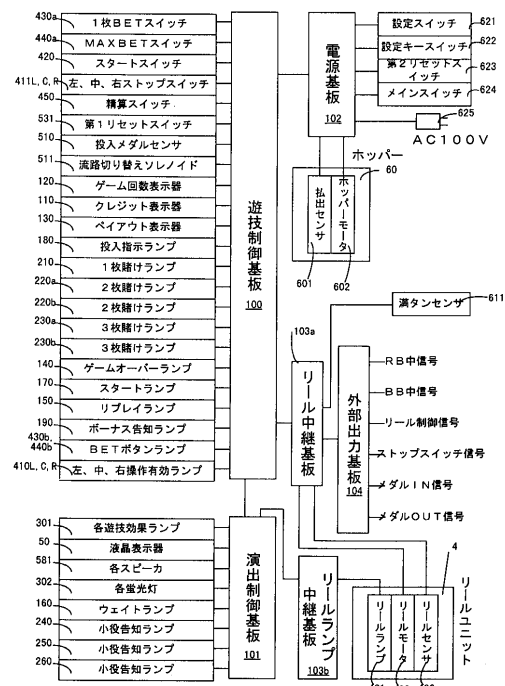 430a 1枚BETスイッチ
440a MAXBETスイッチ
420 スタートスイッチ
411L, C, R 左、中、右ストップスイッチ
450 精算スイッチ
531 第1リセットスイッチ
510 投入メダルセンサ
511 流路切り替えソレノイド
120 ゲーム回数表示器
110 クレジット表示器
130 ペイアウト表示器
180 投入指示ランプ
210 1枚賭けランプ
220a 2枚賭けランプ
220b 2枚賭けランプ
230a 3枚賭けランプ
230b 3枚賭けランプ
140 ゲームオーバーランプ
170 スタートランプ
150 リプレイランプ
190 ボーナス告知ランプ
430b,
440b BETボタンランプ
410L, C, R 左、中、右操作有効ランプ
遊技制御基板
100
電源基板
102
設定スイッチ 621
設定キースイッチ 622
第2リセットスイッチ 623
メインスイッチ 624
625
AC100V
ホッパー
60
払出センサ
ホッパーモータ
601
602
満タンセンサ 611
103a
リール中継基板
外部出力基板
104
RB中信号
BB中信号
リール制御信号
ストップスイッチ信号
メダルIN信号
メダルOUT信号
301 各遊技効果ランプ
50 液晶表示器
581 各スピーカ
302 各蛍光灯
160 ウェイトランプ
240 小役告知ランプ
250 小役告知ランプ
260 小役告知ランプ
演出制御基板
101
リールランプ中継基板
103b
4
リールユニット
リールランプ
リールモータ
リールセンサ